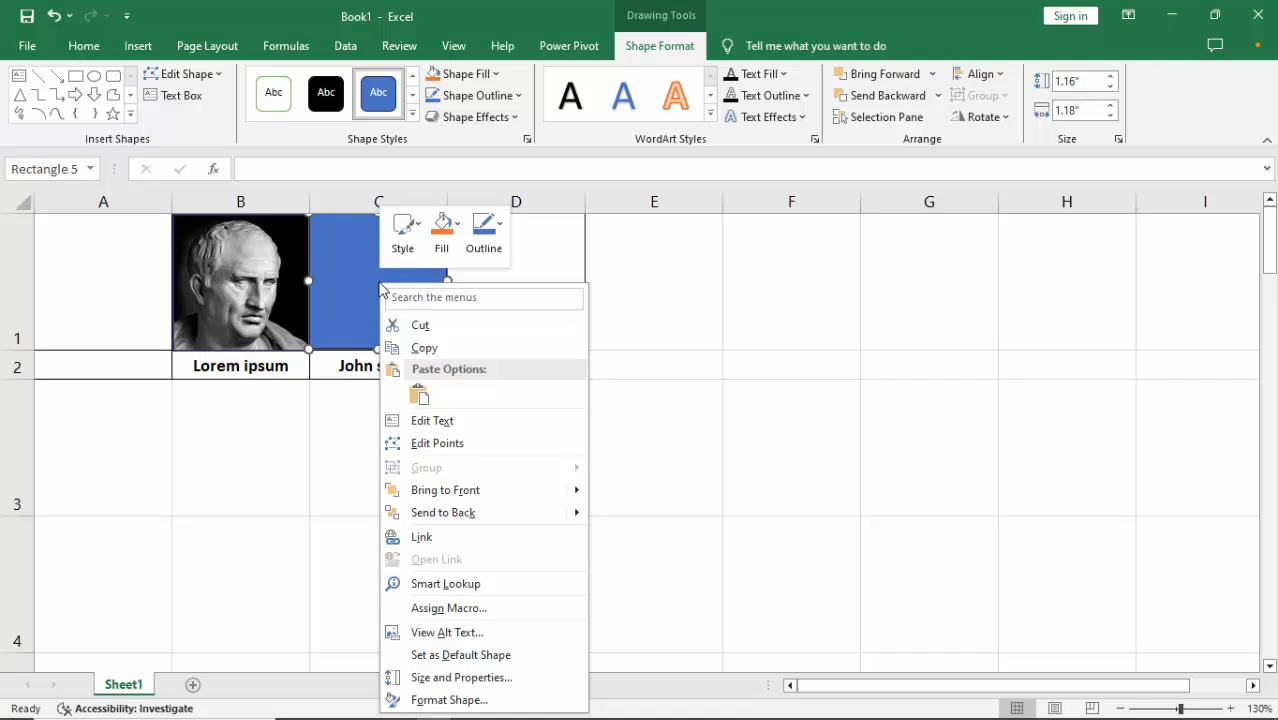 Book1 - Excel
Drawing Tools
Sign in
File
Home
Insert
Page Layout
Formulas
Data
Review
View
Help
Power Pivot
Shape Format
Tell me what you want to do
Edit Shape
Text Box
Insert Shapes
Abc
Abc
Abc
Shape Fill
Shape Outline
Shape Effects
Shape Styles
A
A
A
Text Fill
Text Outline
Text Effects
WordArt Styles
Bring Forward
Send Backward
Selection Pane
Align
Group
Rotate
Arrange
1.16"
1.18"
Size
Rectangle 5
fx
A
B
C
D
E
F
G
H
I
1
2
3
4
Lorem ipsum
John s
Style
Fill
Outline
Search the menus
Cut
Copy
Paste Options:
Edit Text
Edit Points
Group
Bring to Front
Send to Back
Link
Open Link
Smart Lookup
Assign Macro...
View Alt Text...
Set as Default Shape
Size and Properties...
Format Shape...
Sheet1
Ready
Accessibility: Investigate
130%